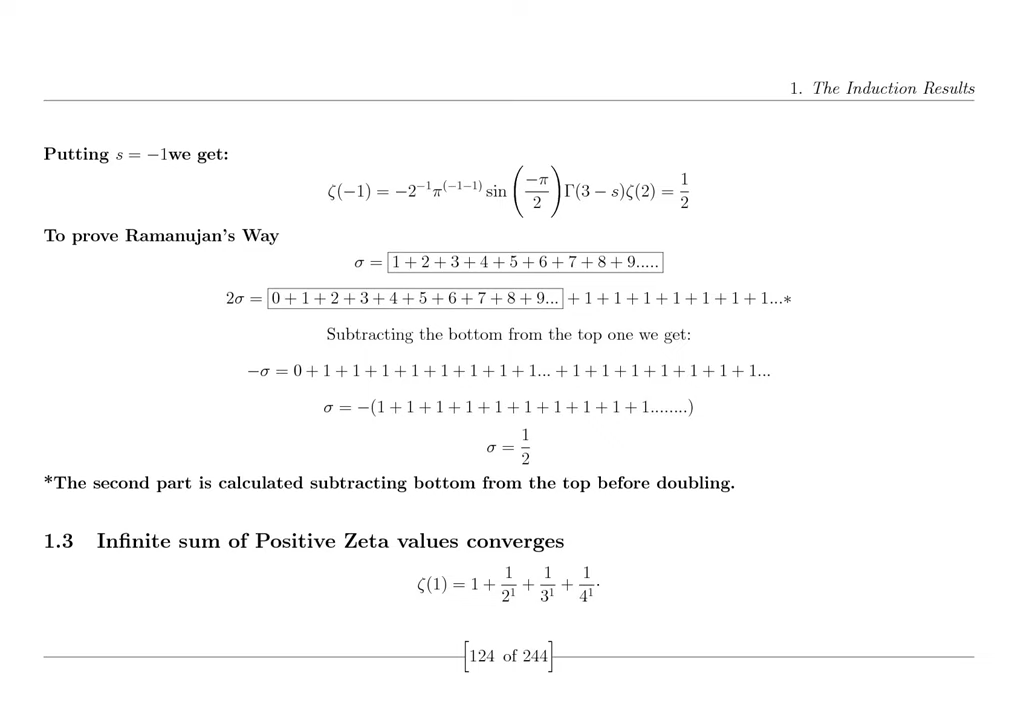 1. The Induction Results
Putting s = −1we get:
ζ(−1) = −2^{−1}π^{(−1−1)} sin(−π/2)Γ(3 − s)ζ(2) = 1/2
To prove Ramanujan's Way
σ = 1 + 2 + 3 + 4 + 5 + 6 + 7 + 8 + 9.....
2σ = 0 + 1 + 2 + 3 + 4 + 5 + 6 + 7 + 8 + 9... + 1 + 1 + 1 + 1 + 1 + 1 + 1...*
Subtracting the bottom from the top one we get:
−σ = 0 + 1 + 1 + 1 + 1 + 1 + 1 + 1 + 1... + 1 + 1 + 1 + 1 + 1 + 1 + 1...
σ = −(1 + 1 + 1 + 1 + 1 + 1 + 1 + 1 + 1 + 1........)
σ = 1/2
*The second part is calculated subtracting bottom from the top before doubling.
1.3 Infinite sum of Positive Zeta values converges
ζ(1) = 1 + 1/2^1 + 1/3^1 + 1/4^1.
124 of 244